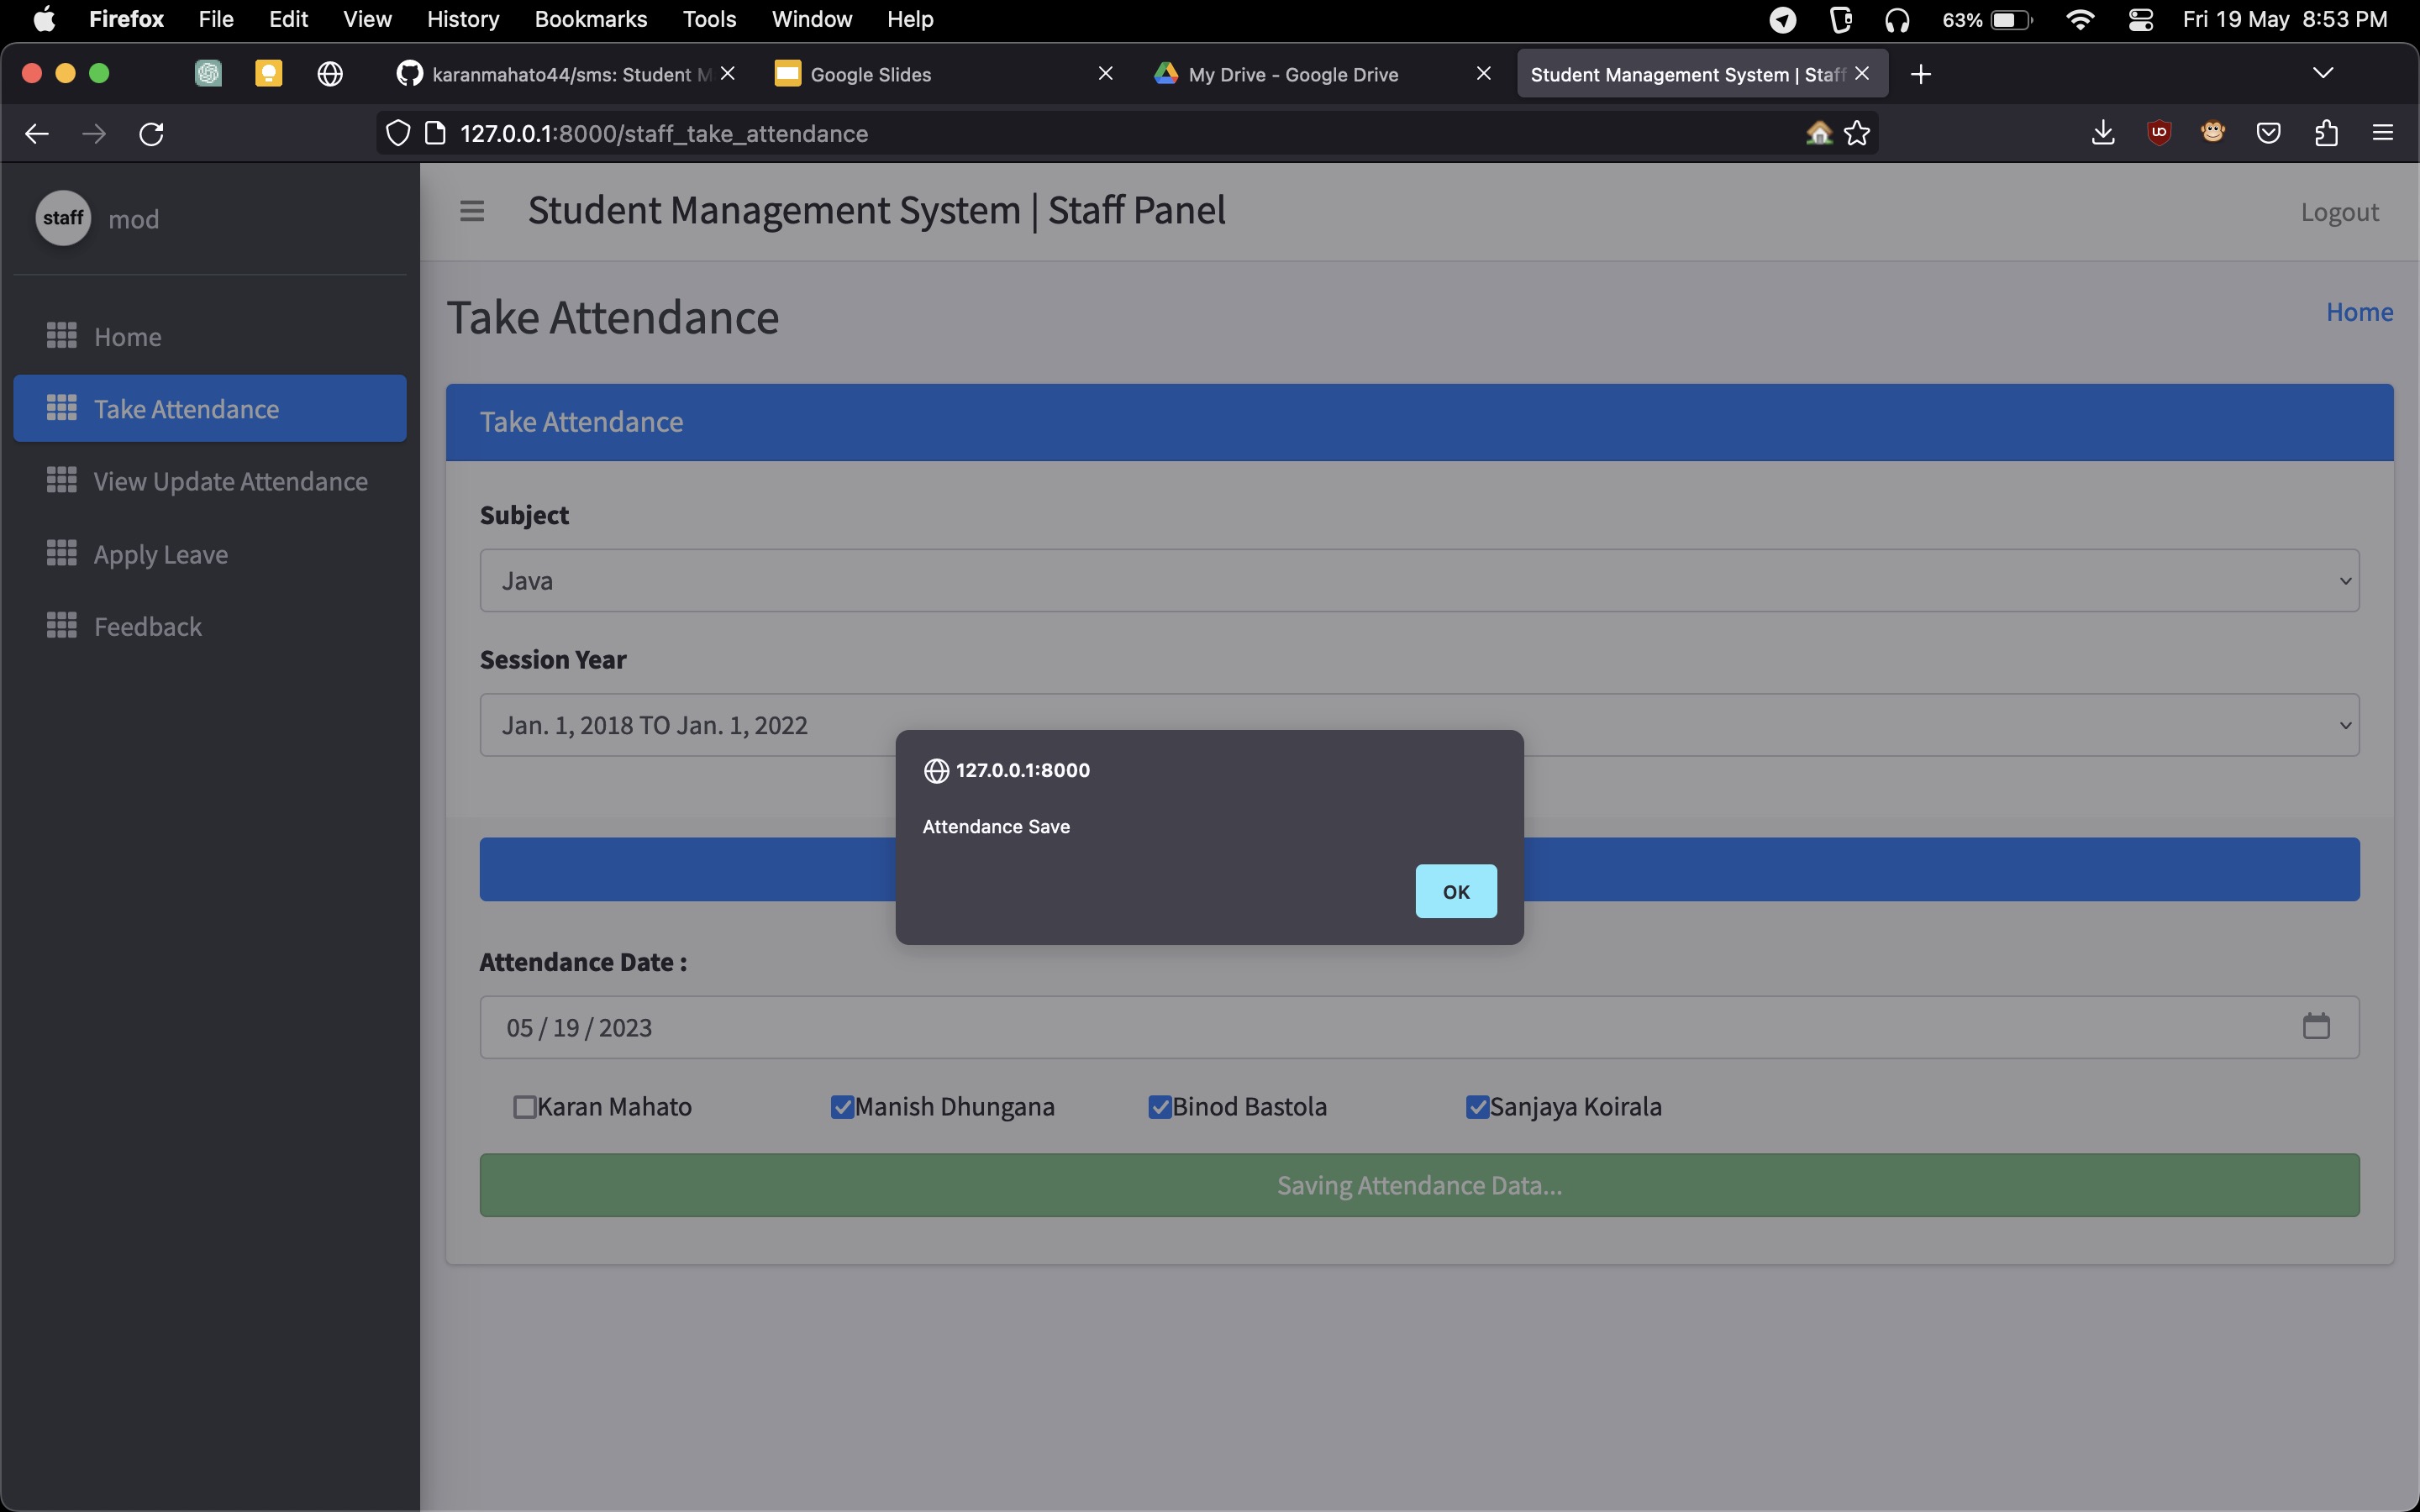 Firefox File Edit View History Bookmarks Tools Window Help 63% Fri 19 May 8:53 PM
karanmahato44/sms: Student M Google Slides My Drive - Google Drive Student Management System | Staff
127.0.0.1:8000/staff_take_attendance
staff mod
Student Management System | Staff Panel
Logout
Home
Take Attendance
View Update Attendance
Apply Leave
Feedback
Take Attendance
Home
Take Attendance
Subject
Java
Session Year
Jan. 1, 2018 TO Jan. 1, 2022
127.0.0.1:8000
Attendance Save
OK
Attendance Date :
05 / 19 / 2023
Karan Mahato Manish Dhungana Binod Bastola Sanjaya Koirala
Saving Attendance Data...